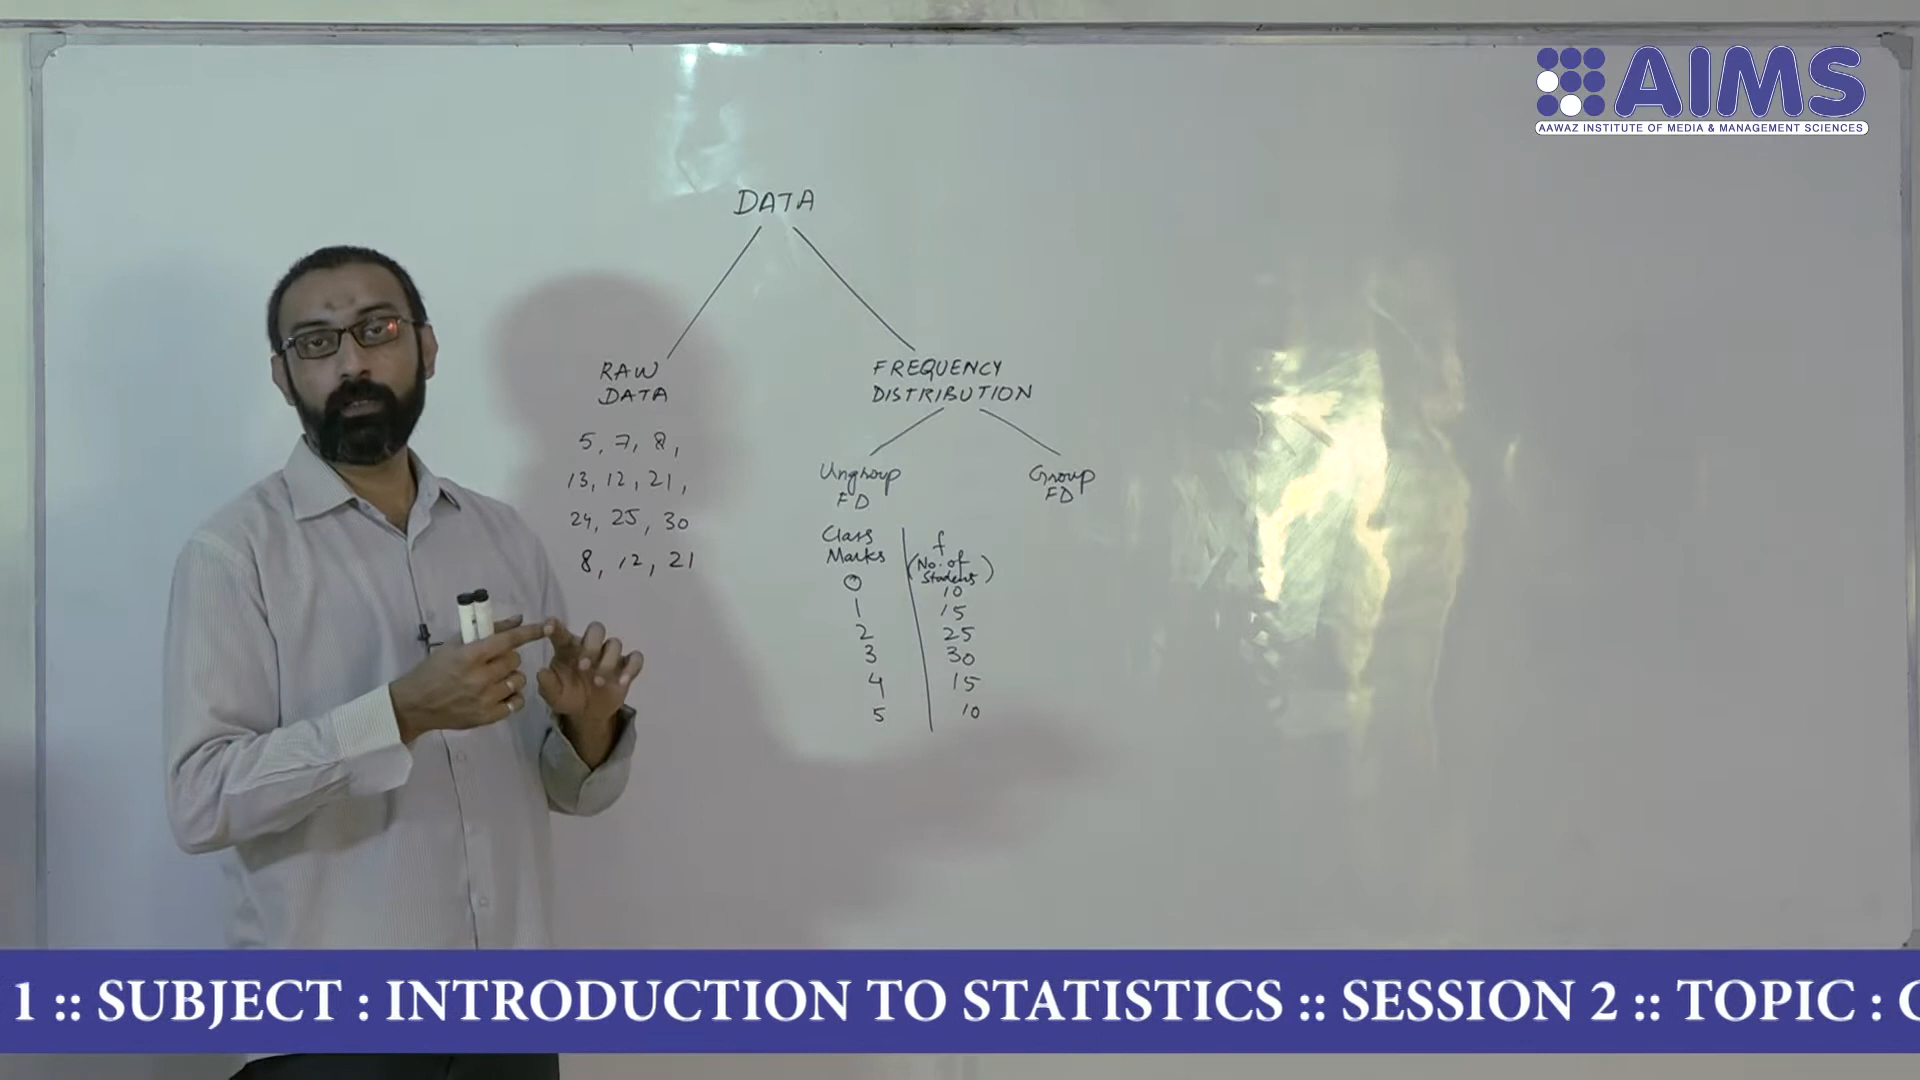 AIMS
AAWAZ INSTITUTE OF MEDIA & MANAGEMENT SCIENCES
DATA
RAW
DATA
5, 7, 8,
13, 12, 21,
24, 25, 30
8, 12, 21
FREQUENCY
DISTRIBUTION
Ungroup
FD
Group
FD
Class
Marks
f
(No. of
Students)
0 10
1 15
2 25
3 30
4 15
5 10
1 :: SUBJECT : INTRODUCTION TO STATISTICS :: SESSION 2 :: TOPIC :